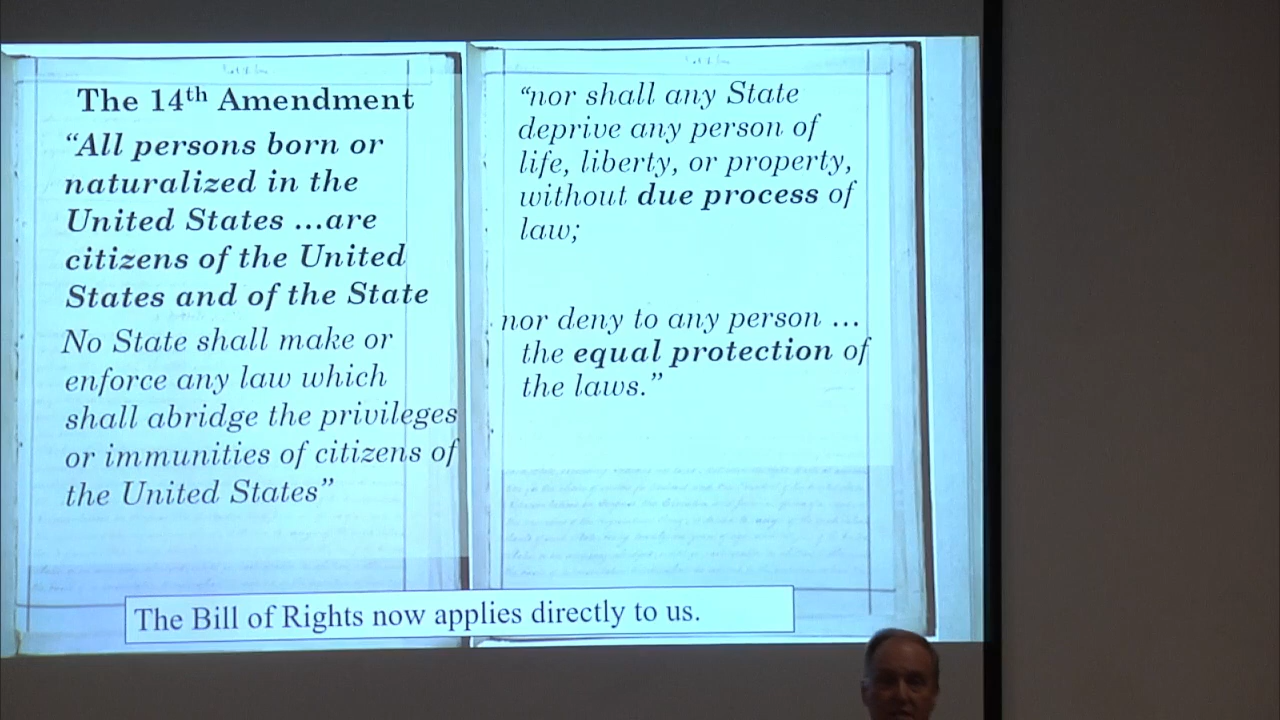 The 14th Amendment
“All persons born or
naturalized in the
United States ...are
citizens of the United
States and of the State
No State shall make or
enforce any law which
shall abridge the privileges
or immunities of citizens of
the United States”
“nor shall any State
deprive any person of
life, liberty, or property,
without due process of
law;
nor deny to any person ...
the equal protection of
the laws.”
The Bill of Rights now applies directly to us.